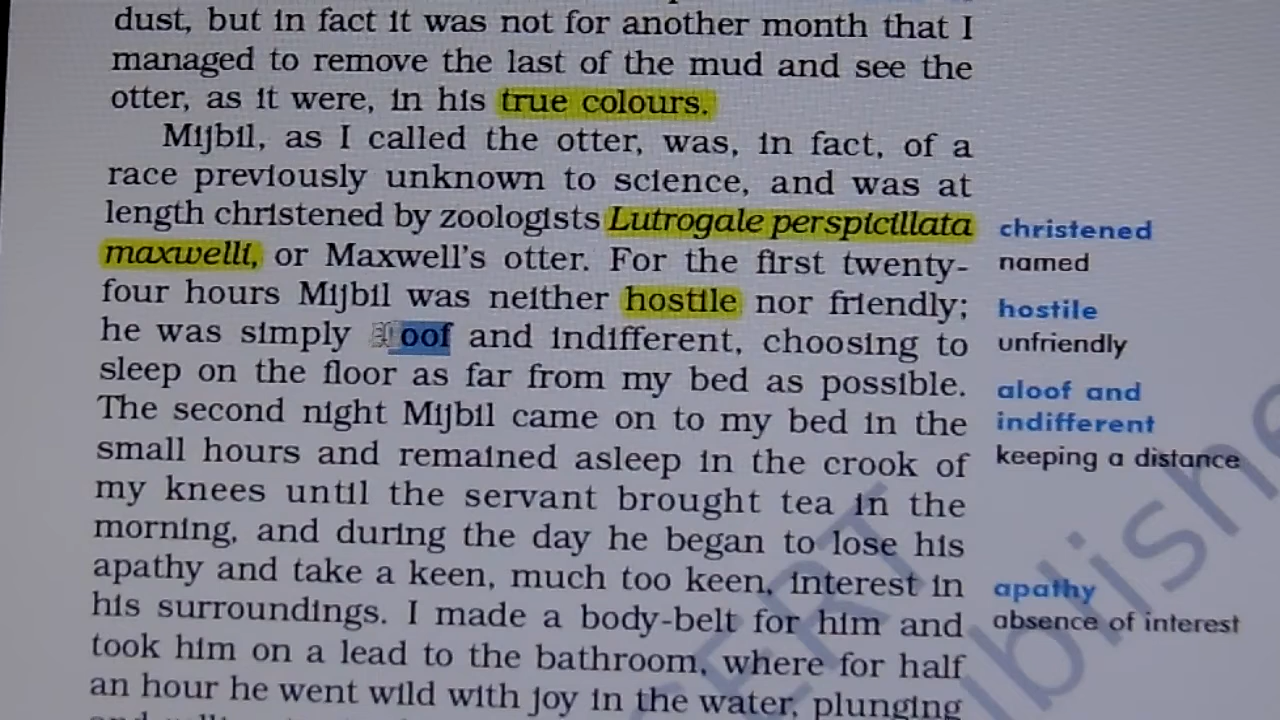 dust, but in fact it was not for another month that I
managed to remove the last of the mud and see the
otter, as it were, in his true colours.
Mijbil, as I called the otter, was, in fact, of a
race previously unknown to science, and was at
length christened by zoologists Lutrogale perspicillata
maxwelli, or Maxwell's otter. For the first twenty-
four hours Mijbil was neither hostile nor friendly;
he was simply aloof and indifferent, choosing to
sleep on the floor as far from my bed as possible.
The second night Mijbil came on to my bed in the
small hours and remained asleep in the crook of
my knees until the servant brought tea in the
morning, and during the day he began to lose his
apathy and take a keen, much too keen, interest in
his surroundings. I made a body-belt for him and
took him on a lead to the bathroom, where for half
an hour he went wild with joy in the water, plunging
christened
named
hostile
unfriendly
aloof and
indifferent
keeping a distance
apathy
absence of interest